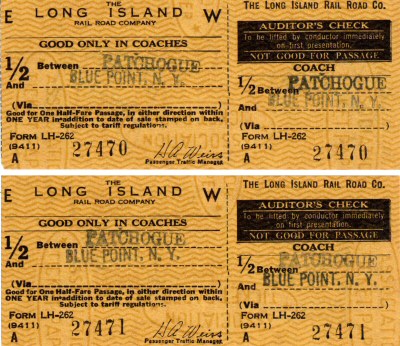 THE
E LONG ISLAND W
RAIL ROAD COMPANY
GOOD ONLY IN COACHES
1/2 Between PATCHOGUE
And BLUE POINT, N. Y.
(Via)
Good for One Half-Fare Passage, in either direction within
ONE YEAR in addition to date of sale stamped on back,
Subject to tariff regulations.
FORM LH-262
(9411)
A 27470
Passenger Traffic Manager
THE LONG ISLAND RAIL ROAD CO.
AUDITOR'S CHECK
To be lifted by conductor immediately
on first presentation.
NOT GOOD FOR PASSAGE
COACH
1/2 Between PATCHOGUE
And BLUE POINT, N. Y.
(Via)
FORM LH-262
(9411)
A 27470
THE
E LONG ISLAND W
RAIL ROAD COMPANY
GOOD ONLY IN COACHES
1/2 Between PATCHOGUE
And BLUE POINT, N. Y.
(Via)
Good for One Half-Fare Passage, in either direction within
ONE YEAR in addition to date of sale stamped on back,
Subject to tariff regulations.
FORM LH-262
(9411)
A 27471
Passenger Traffic Manager
THE LONG ISLAND RAIL ROAD CO.
AUDITOR'S CHECK
To be lifted by conductor immediately
on first presentation.
NOT GOOD FOR PASSAGE
COACH
1/2 Between PATCHOGUE
And BLUE POINT, N. Y.
(Via)
FORM LH-262
(9411)
A 27471